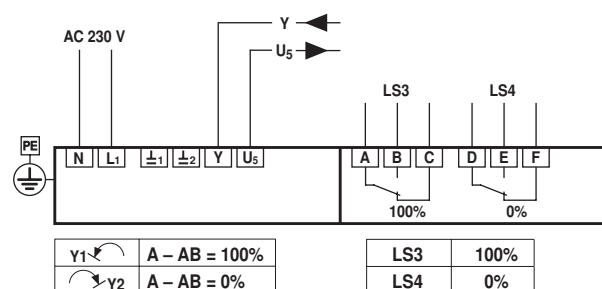 Y
AC 230 V
U5
LS3 LS4
PE
N L1 ⊥1 ⊥2 Y U5 A B C D E F
100% 0%
Y1 A – AB = 100%
Y2 A – AB = 0%
LS3 100%
LS4 0%